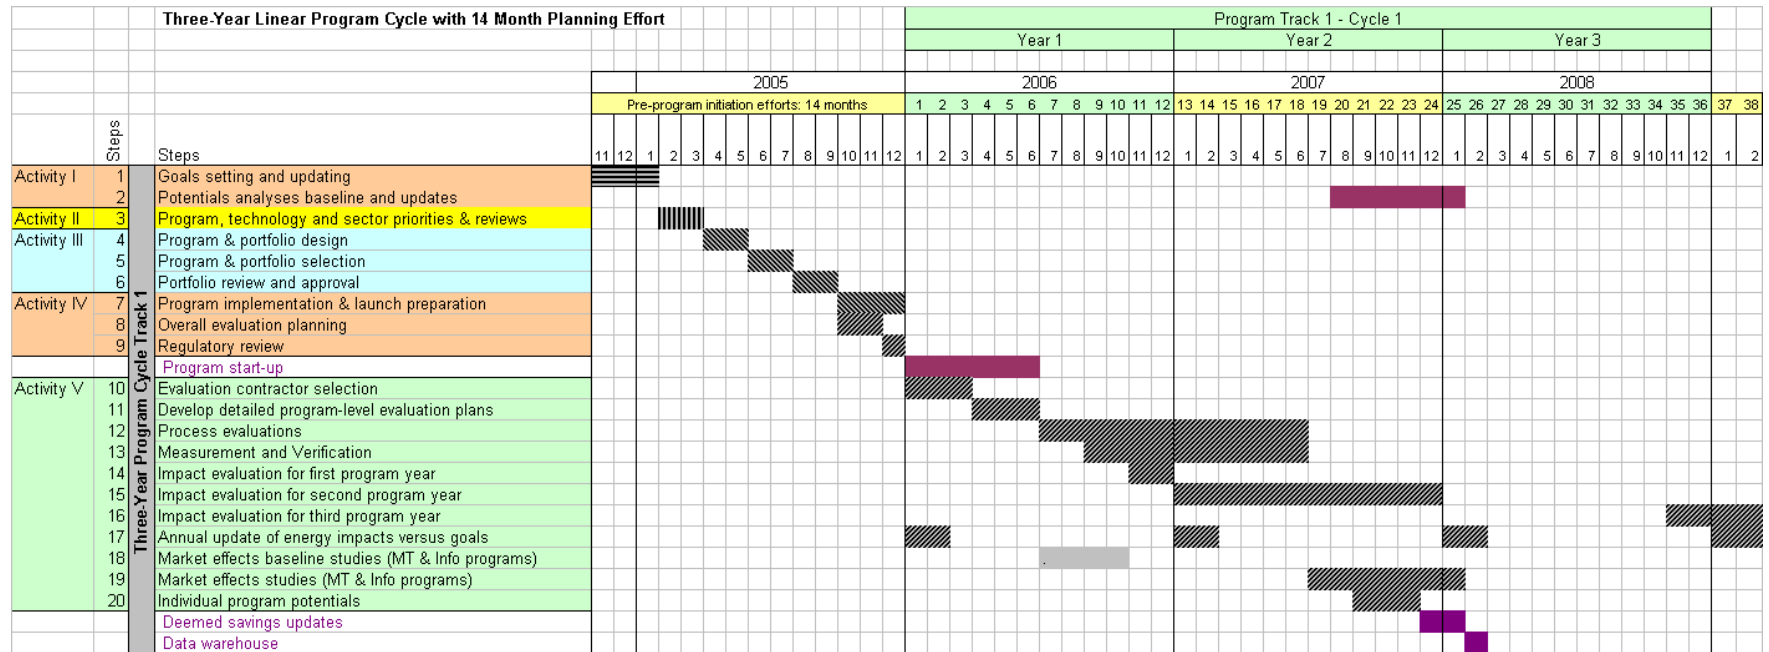 Three-Year Linear Program Cycle with 14 Month Planning Effort
Program Track 1 - Cycle 1
Year 1 Year 2 Year 3
2005 2006 2007 2008
Pre-program initiation efforts: 14 months 1 2 3 4 5 6 7 8 9 10 11 12 13 14 15 16 17 18 19 20 21 22 23 24 25 26 27 28 29 30 31 32 33 34 35 36 37 38
Steps Steps 11 12 1 2 3 4 5 6 7 8 9 10 11 12 1 2 3 4 5 6 7 8 9 10 11 12 1 2 3 4 5 6 7 8 9 10 11 12 1 2 3 4 5 6 7 8 9 10 11 12 1 2
Three-Year Program Cycle Track 1
Activity I 1 Goals setting and updating
2 Potentials analyses baseline and updates
Activity II 3 Program, technology and sector priorities & reviews
Activity III 4 Program & portfolio design
5 Program & portfolio selection
6 Portfolio review and approval
Activity IV 7 Program implementation & launch preparation
8 Overall evaluation planning
9 Regulatory review
Program start-up
Activity V 10 Evaluation contractor selection
11 Develop detailed program-level evaluation plans
12 Process evaluations
13 Measurement and Verification
14 Impact evaluation for first program year
15 Impact evaluation for second program year
16 Impact evaluation for third program year
17 Annual update of energy impacts versus goals
18 Market effects baseline studies (MT & Info programs)
19 Market effects studies (MT & Info programs)
20 Individual program potentials
Deemed savings updates
Data warehouse